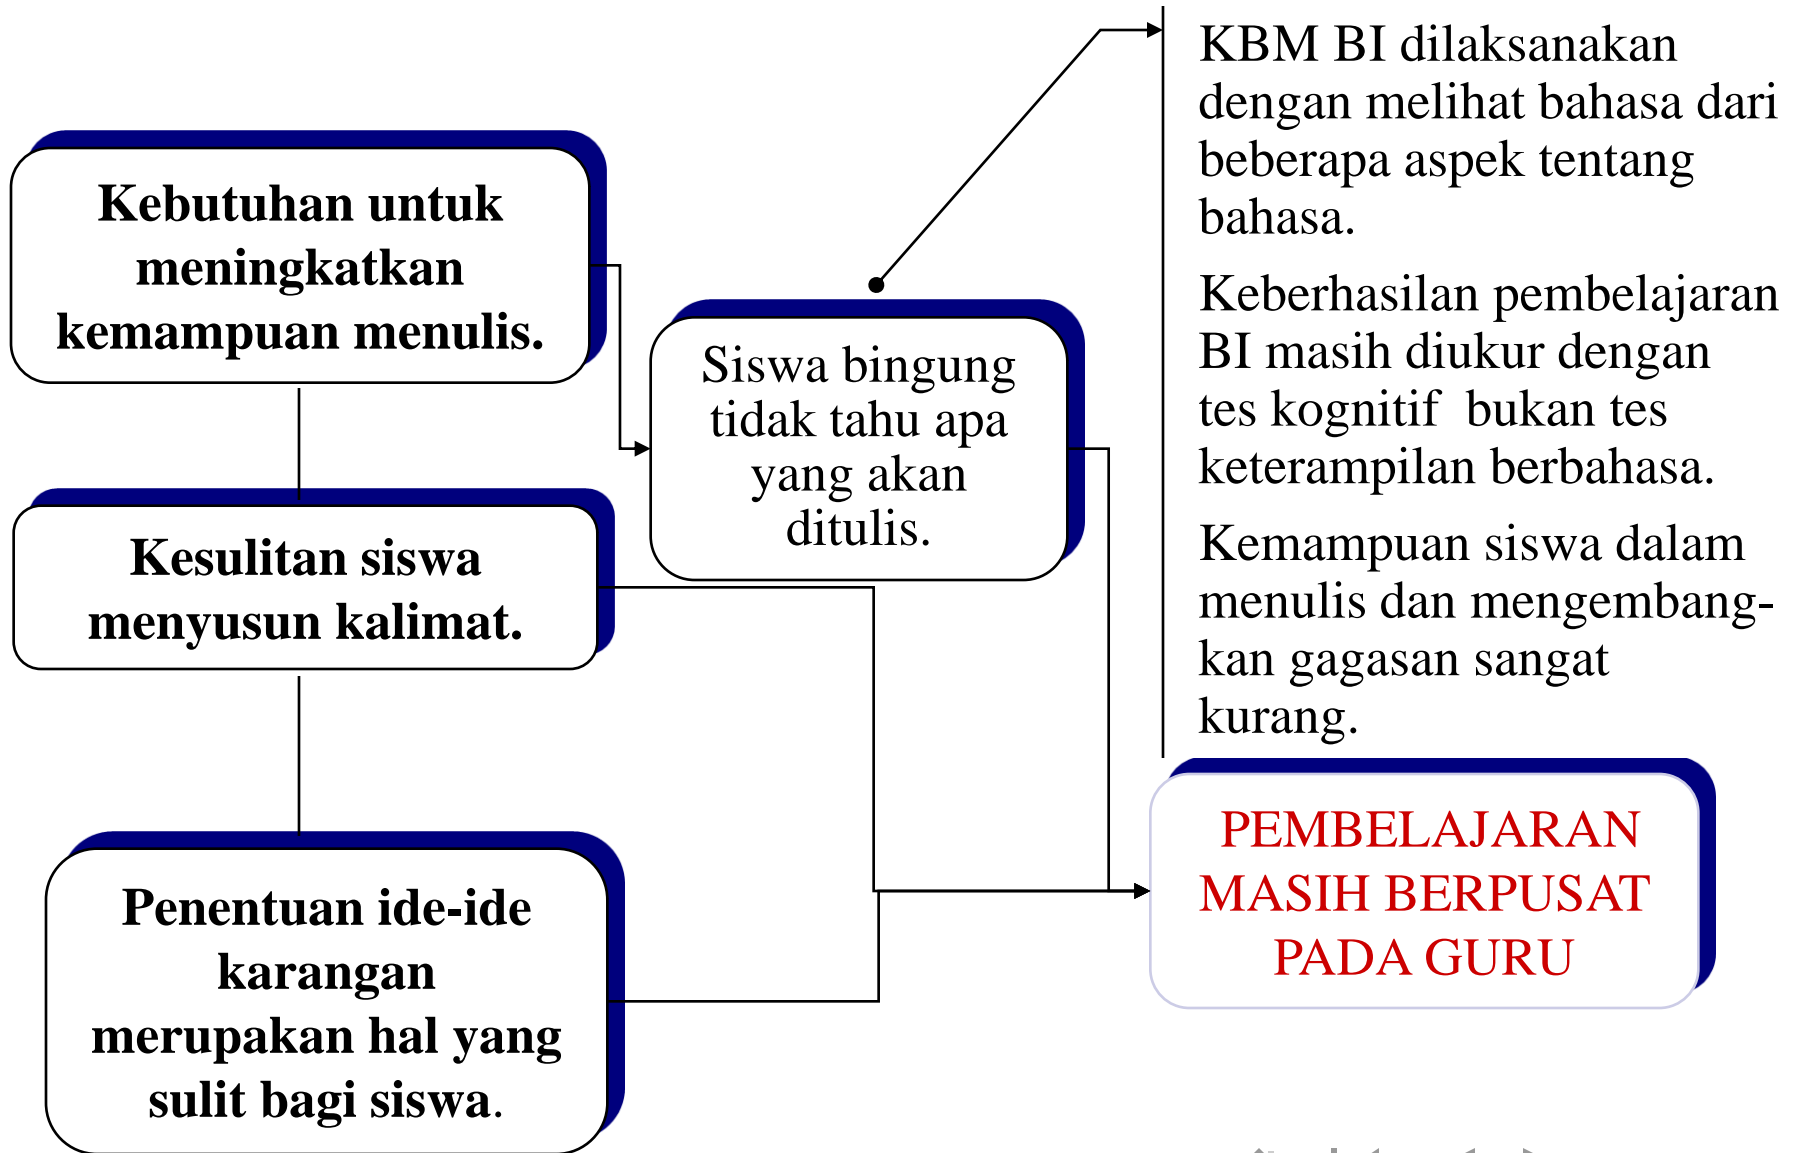 Kebutuhan untuk
meningkatkan
kemampuan menulis.
Kesulitan siswa
menyusun kalimat.
Penentuan ide-ide
karangan
merupakan hal yang
sulit bagi siswa.
Siswa bingung
tidak tahu apa
yang akan
ditulis.
KBM BI dilaksanakan
dengan melihat bahasa dari
beberapa aspek tentang
bahasa.
Keberhasilan pembelajaran
BI masih diukur dengan
tes kognitif bukan tes
keterampilan berbahasa.
Kemampuan siswa dalam
menulis dan mengembang-
kan gagasan sangat
kurang.
PEMBELAJARAN
MASIH BERPUSAT
PADA GURU